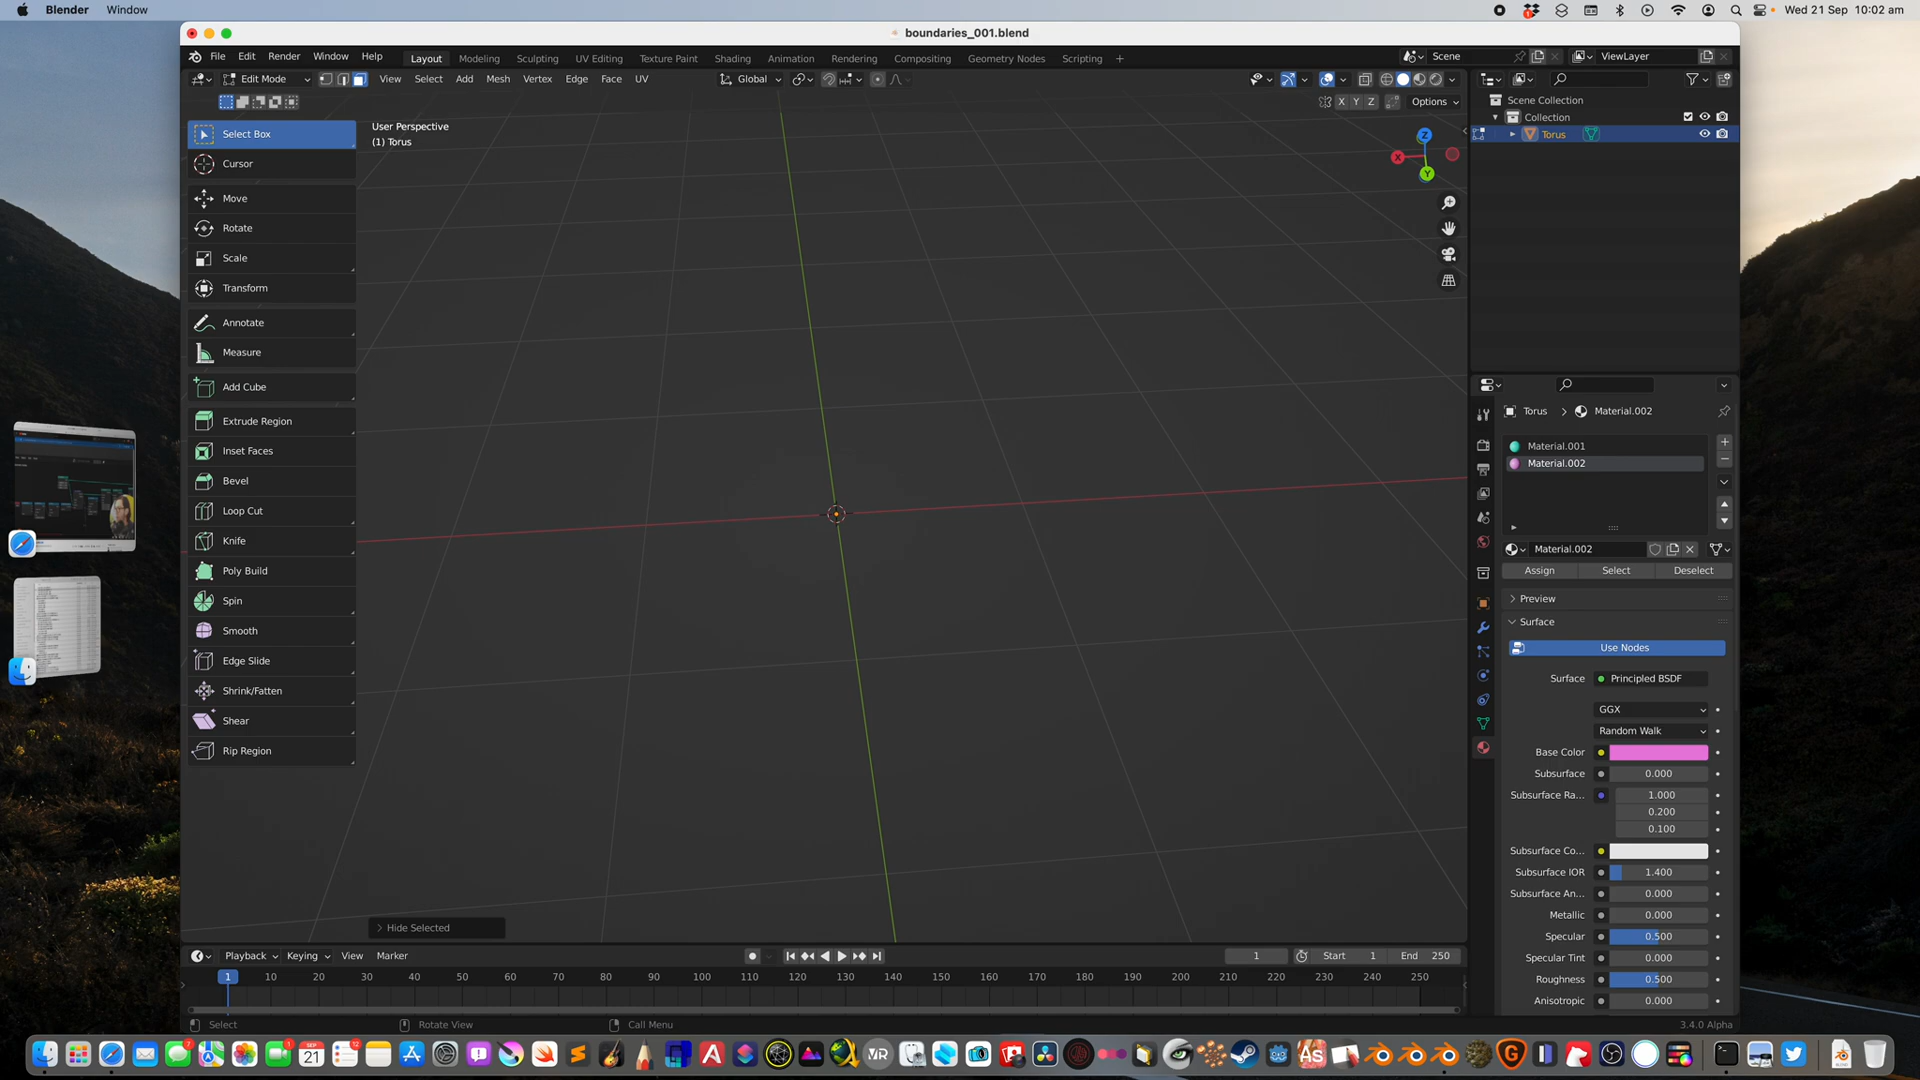 Blender Window
Wed 21 Sep 10:02 am
boundaries_001.blend
File Edit Render Window Help
Layout Modeling Sculpting UV Editing Texture Paint Shading Animation Rendering Compositing Geometry Nodes Scripting +
Scene
ViewLayer
Edit Mode View Select Add Mesh Vertex Edge Face UV
Global
X Y Z
Options
Select Box
Cursor
Move
Rotate
Scale
Transform
Annotate
Measure
Add Cube
Extrude Region
Inset Faces
Bevel
Loop Cut
Knife
Poly Build
Spin
Smooth
Edge Slide
Shrink/Fatten
Shear
Rip Region
User Perspective
(1) Torus
Z
X
Y
Hide Selected
Scene Collection
Collection
Torus
Torus > Material.002
Material.001
Material.002
Material.002
Assign Select Deselect
Preview
Surface
Use Nodes
Surface Principled BSDF
GGX
Random Walk
Base Color
Subsurface 0.000
Subsurface Ra... 1.000
0.200
0.100
Subsurface Co...
Subsurface IOR 1.400
Subsurface An... 0.000
Metallic 0.000
Specular 0.500
Specular Tint 0.000
Roughness 0.500
Anisotropic 0.000
Playback Keying View Marker
1 Start 1 End 250
1 10 20 30 40 50 60 70 80 90 100 110 120 130 140 150 160 170 180 190 200 210 220 230 240 250
Select Rotate View Call Menu
3.4.0 Alpha
SEP
21
VR
As